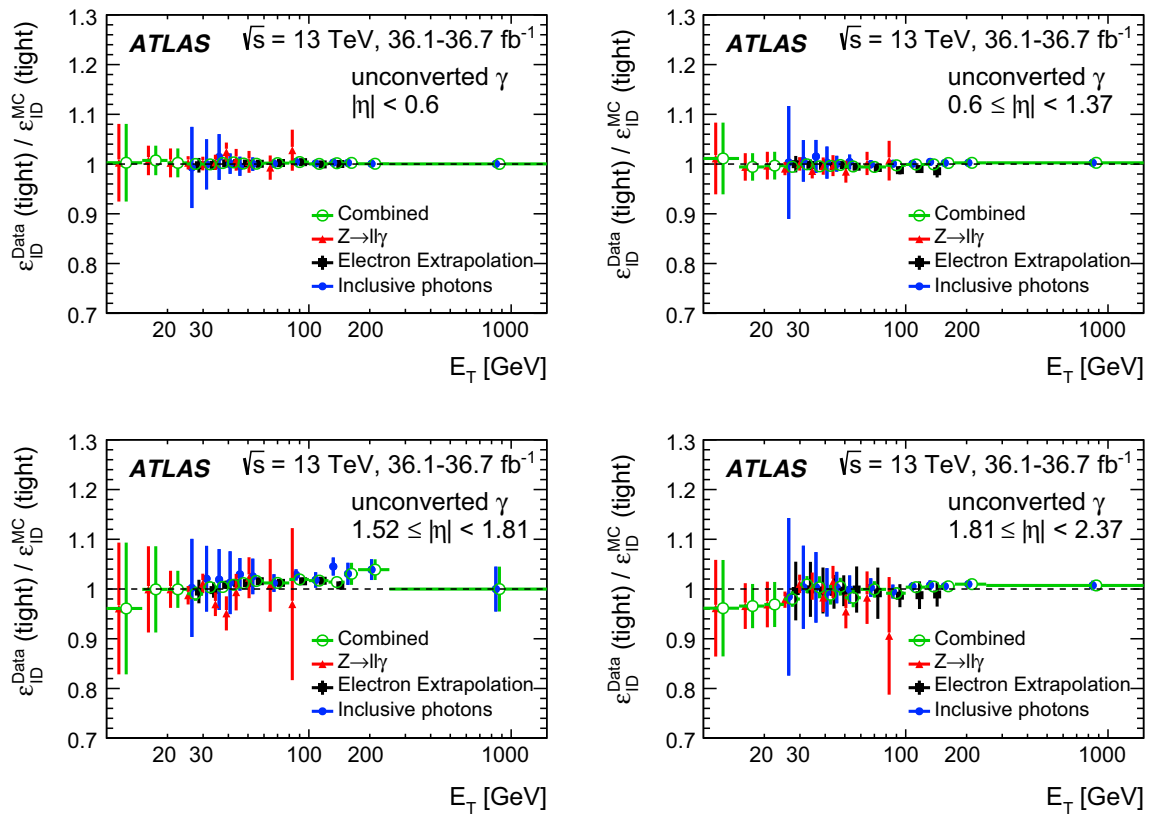 ATLAS √s = 13 TeV, 36.1-36.7 fb⁻¹
unconverted γ
|η| < 0.6
ε_ID^Data (tight) / ε_ID^MC (tight)
1.3
1.2
1.1
1
0.9
0.8
0.7
Combined
Z→llγ
Electron Extrapolation
Inclusive photons
20 30 100 200 1000
E_T [GeV]
ATLAS √s = 13 TeV, 36.1-36.7 fb⁻¹
unconverted γ
0.6 ≤ |η| < 1.37
ε_ID^Data (tight) / ε_ID^MC (tight)
1.3
1.2
1.1
1
0.9
0.8
0.7
Combined
Z→llγ
Electron Extrapolation
Inclusive photons
20 30 100 200 1000
E_T [GeV]
ATLAS √s = 13 TeV, 36.1-36.7 fb⁻¹
unconverted γ
1.52 ≤ |η| < 1.81
ε_ID^Data (tight) / ε_ID^MC (tight)
1.3
1.2
1.1
1
0.9
0.8
0.7
Combined
Z→llγ
Electron Extrapolation
Inclusive photons
20 30 100 200 1000
E_T [GeV]
ATLAS √s = 13 TeV, 36.1-36.7 fb⁻¹
unconverted γ
1.81 ≤ |η| < 2.37
ε_ID^Data (tight) / ε_ID^MC (tight)
1.3
1.2
1.1
1
0.9
0.8
0.7
Combined
Z→llγ
Electron Extrapolation
Inclusive photons
20 30 100 200 1000
E_T [GeV]